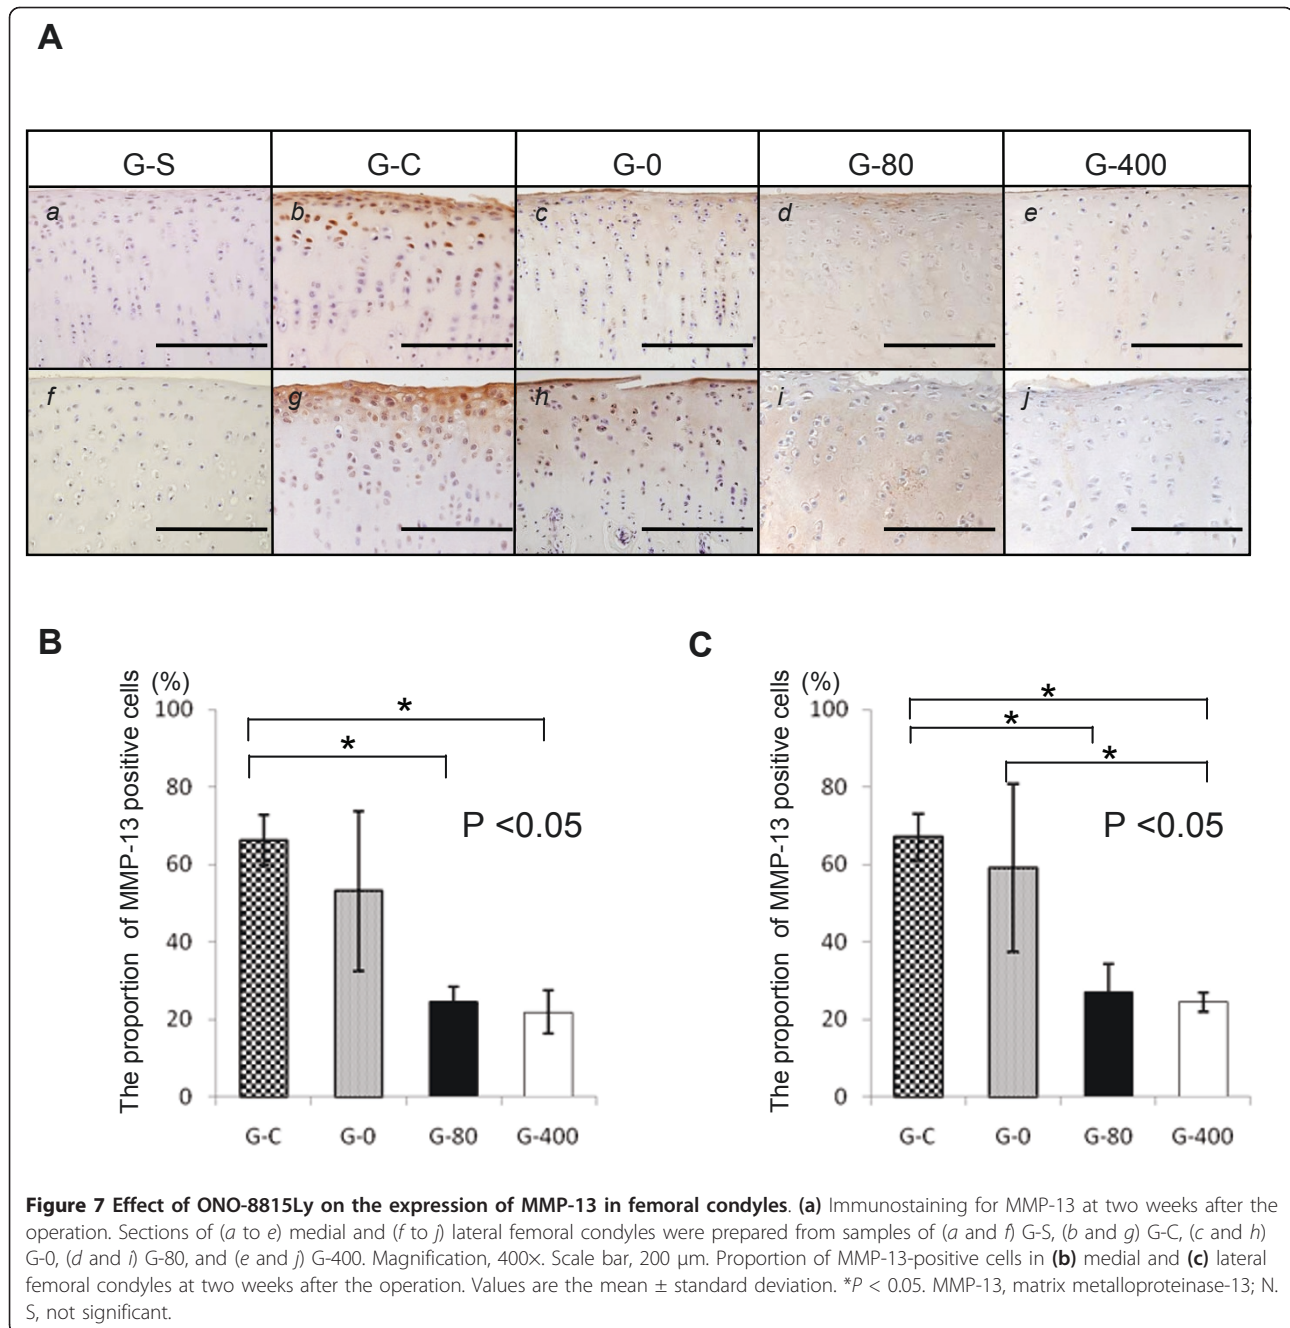 A
G-S G-C G-0 G-80 G-400
a b c d e
f g h i j
B
The proportion of MMP-13 positive cells
(%)
100
80
60
40
20
0
*
*
P <0.05
G-C G-0 G-80 G-400
C
The proportion of MMP-13 positive cells
(%)
100
80
60
40
20
0
*
*
*
P <0.05
G-C G-0 G-80 G-400
Figure 7 Effect of ONO-8815Ly on the expression of MMP-13 in femoral condyles. (a) Immunostaining for MMP-13 at two weeks after the
operation. Sections of (a to e) medial and (f to j) lateral femoral condyles were prepared from samples of (a and f) G-S, (b and g) G-C, (c and h)
G-0, (d and i) G-80, and (e and j) G-400. Magnification, 400×. Scale bar, 200 μm. Proportion of MMP-13-positive cells in (b) medial and (c) lateral
femoral condyles at two weeks after the operation. Values are the mean ± standard deviation. *P < 0.05. MMP-13, matrix metalloproteinase-13; N.
S, not significant.